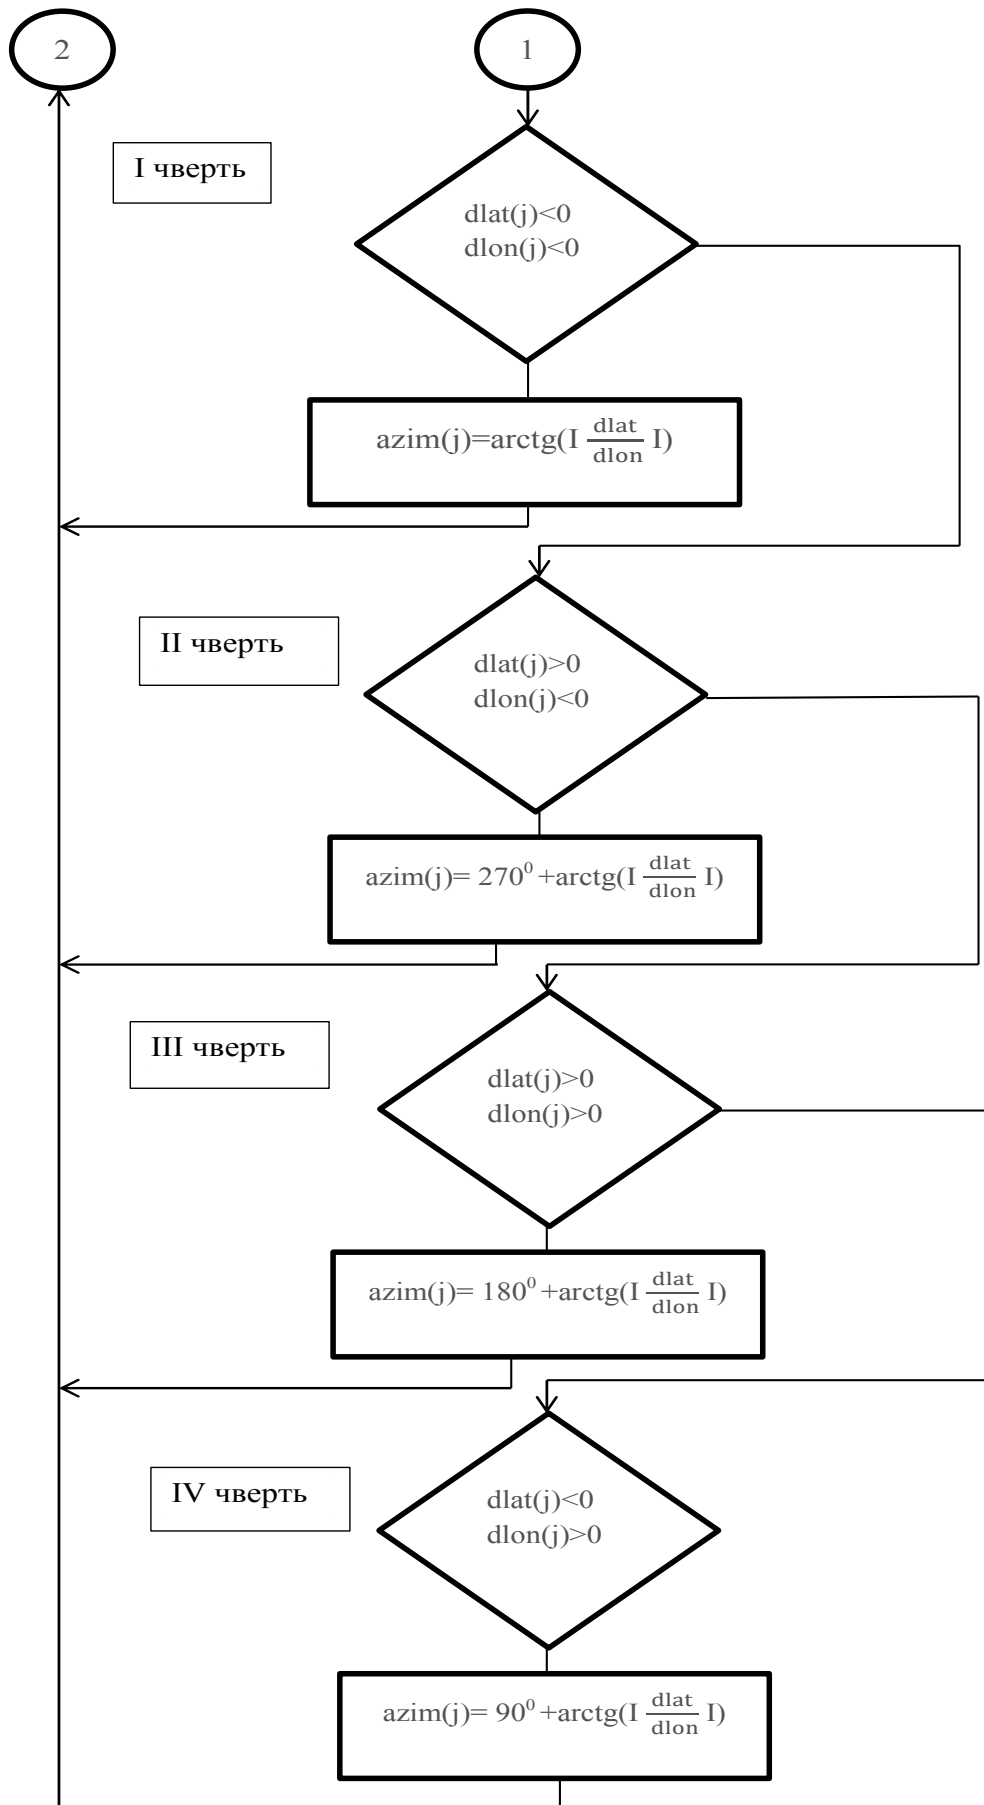 2
1
I чверть
dlat(j)<0
dlon(j)<0
azim(j)=arctg(I dlat/dlon I)
II чверть
dlat(j)>0
dlon(j)<0
azim(j)= 270⁰ +arctg(I dlat/dlon I)
III чверть
dlat(j)>0
dlon(j)>0
azim(j)= 180⁰ +arctg(I dlat/dlon I)
IV чверть
dlat(j)<0
dlon(j)>0
azim(j)= 90⁰ +arctg(I dlat/dlon I)